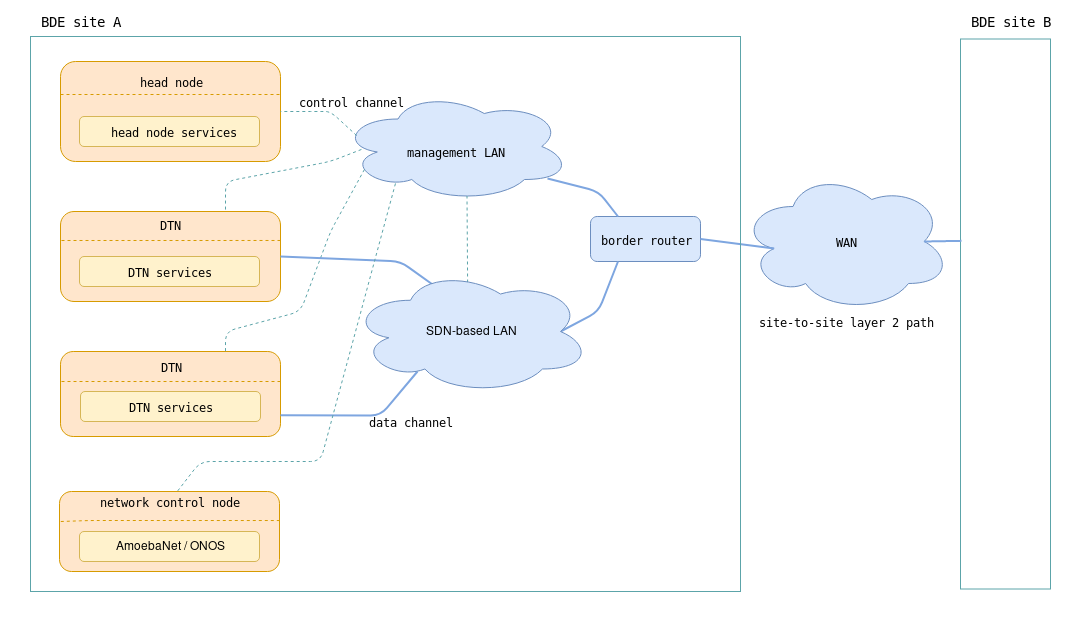 BDE site A
BDE site B
head node
head node services
control channel
management LAN
DTN
DTN services
border router
WAN
SDN-based LAN
site-to-site layer 2 path
DTN
DTN services
data channel
network control node
AmoebaNet / ONOS